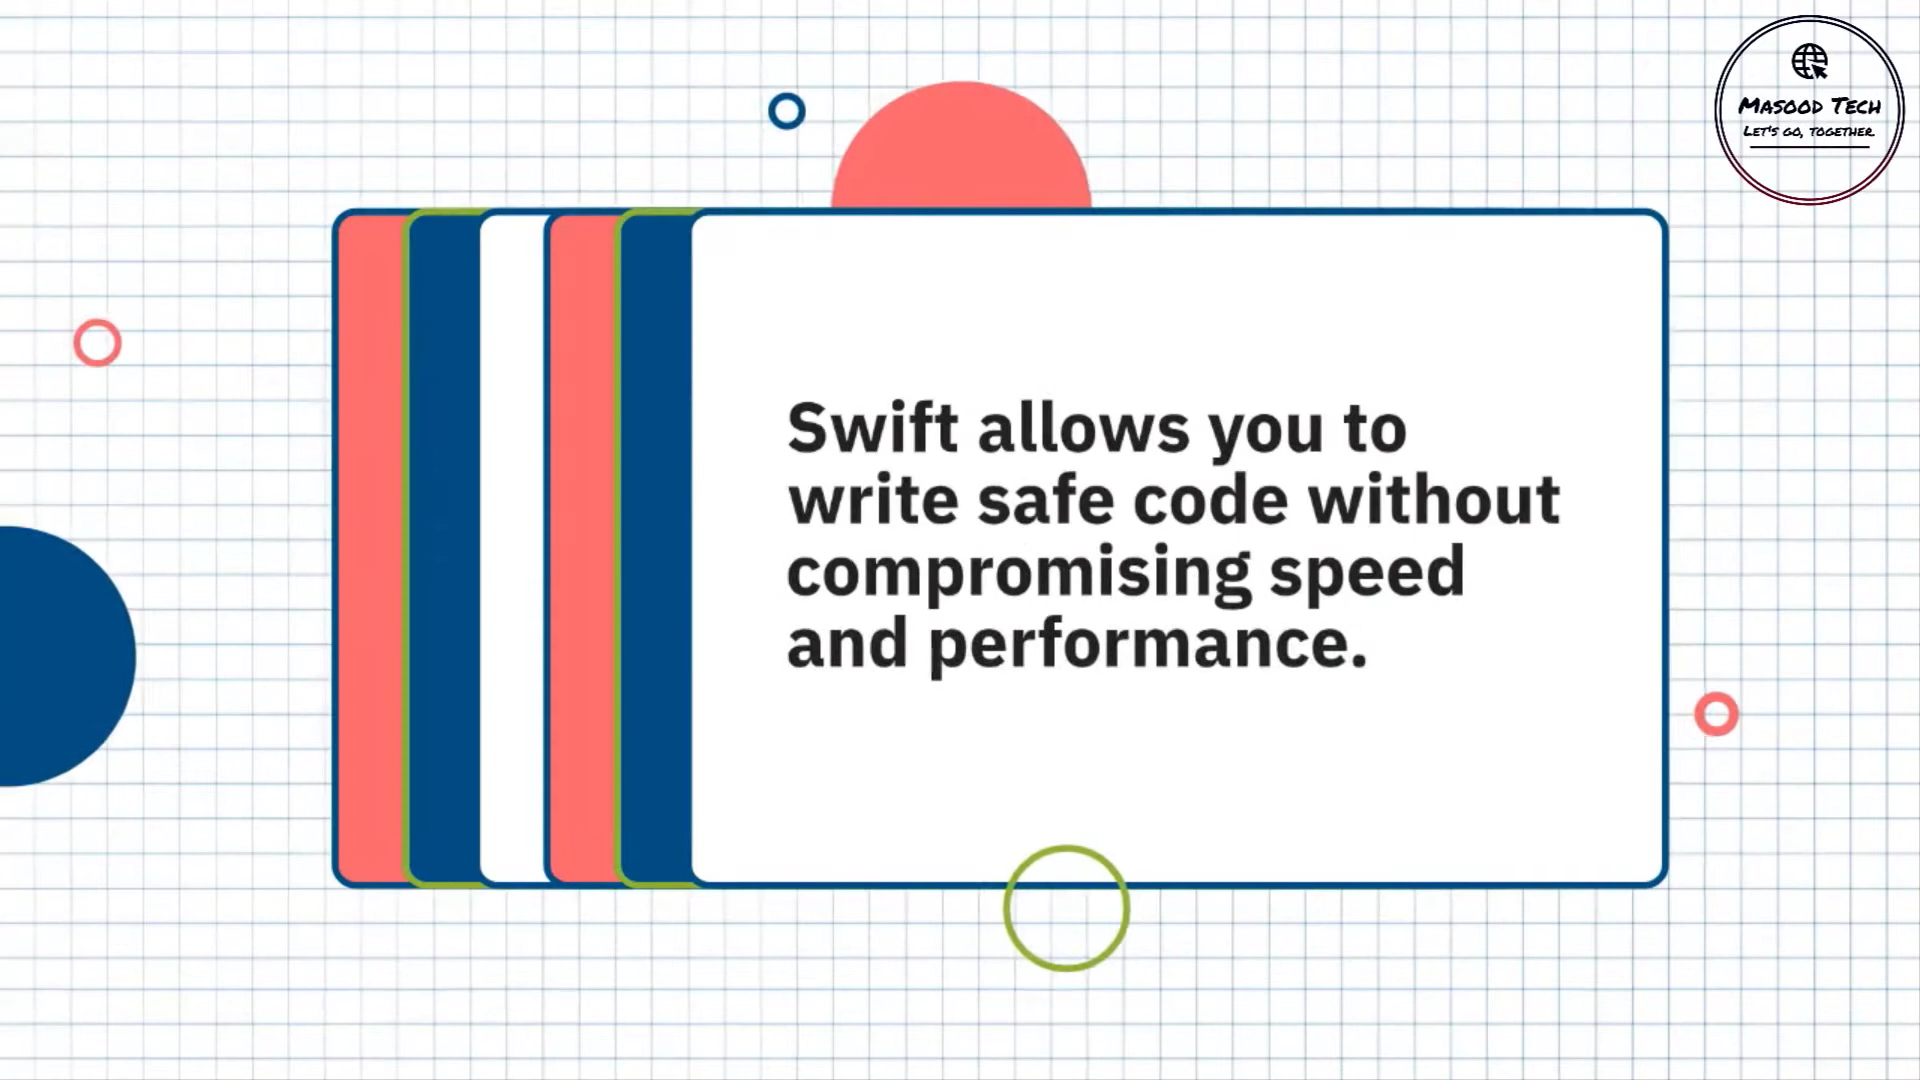 MASOOD TECH
LET'S GO, TOGETHER.
Swift allows you to
write safe code without
compromising speed
and performance.